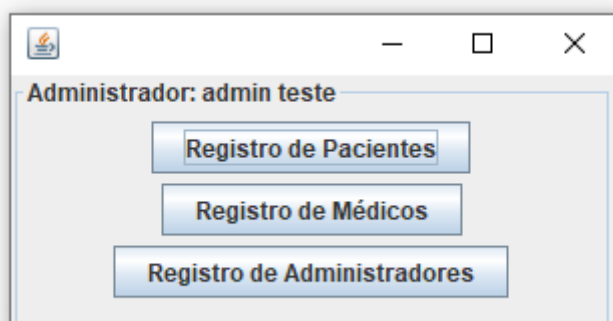 Administrador: admin teste
Registro de Pacientes
Registro de Médicos
Registro de Administradores